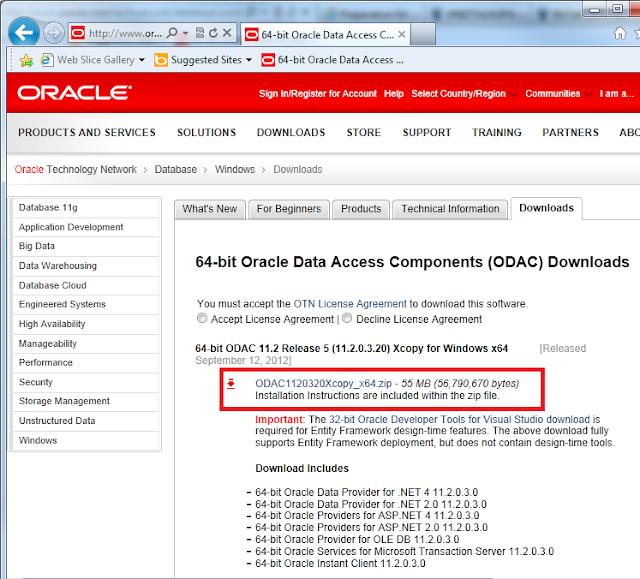 http://www.or...
64-bit Oracle Data Access C...
Web Slice Gallery
Suggested Sites
64-bit Oracle Data Access ...
ORACLE
Sign In/Register for Account Help Select Country/Region Communities I am a...
PRODUCTS AND SERVICES SOLUTIONS DOWNLOADS STORE SUPPORT TRAINING PARTNERS ABO
Oracle Technology Network > Database > Windows > Downloads
Database 11g
Application Development
Big Data
Data Warehousing
Database Cloud
Engineered Systems
High Availability
Manageability
Performance
Security
Storage Management
Unstructured Data
Windows
What's New For Beginners Products Technical Information Downloads
64-bit Oracle Data Access Components (ODAC) Downloads
You must accept the OTN License Agreement to download this software.
Accept License Agreement | Decline License Agreement
64-bit ODAC 11.2 Release 5 (11.2.0.3.20) Xcopy for Windows x64 [Released
September 12, 2012]
ODAC1120320Xcopy_x64.zip - 55 MB (56,790,670 bytes)
Installation Instructions are included within the zip file.
Important: The 32-bit Oracle Developer Tools for Visual Studio download is
required for Entity Framework design-time features. The above download fully
supports Entity Framework deployment, but does not contain design-time tools.
Download Includes
- 64-bit Oracle Data Provider for .NET 4 11.2.0.3.0
- 64-bit Oracle Data Provider for .NET 2.0 11.2.0.3.0
- 64-bit Oracle Providers for ASP.NET 4 11.2.0.3.0
- 64-bit Oracle Providers for ASP.NET 2.0 11.2.0.3.0
- 64-bit Oracle Provider for OLE DB 11.2.0.3.0
- 64-bit Oracle Services for Microsoft Transaction Server 11.2.0.3.0
- 64-bit Oracle Instant Client 11.2.0.3.0